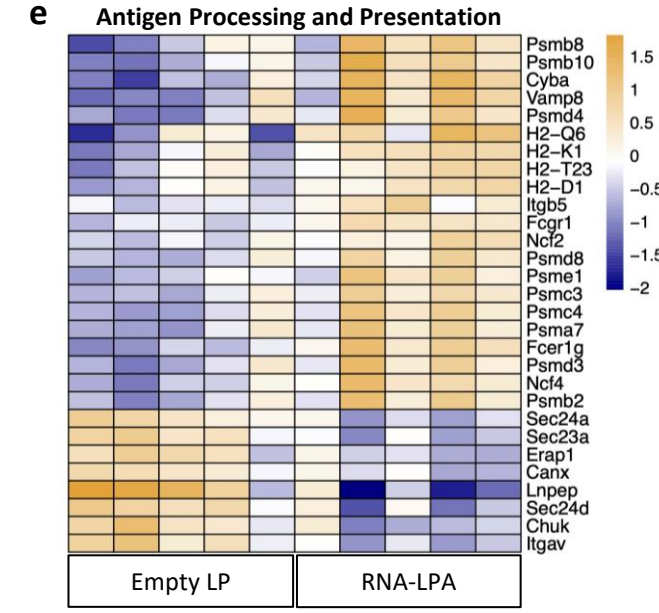 e
Antigen Processing and Presentation
Psmb8
Psmb10
Cyba
Vamp8
Psmd4
H2−Q6
H2−K1
H2−T23
H2−D1
Itgb5
Fcgr1
Ncf2
Psmd8
Psme1
Psmc3
Psmc4
Psma7
Fcer1g
Psmd3
Ncf4
Psmb2
Sec24a
Sec23a
Erap1
Canx
Lnpep
Sec24d
Chuk
Itgav
1.5
1
0.5
0
−0.5
−1
−1.5
−2
Empty LP
RNA-LPA